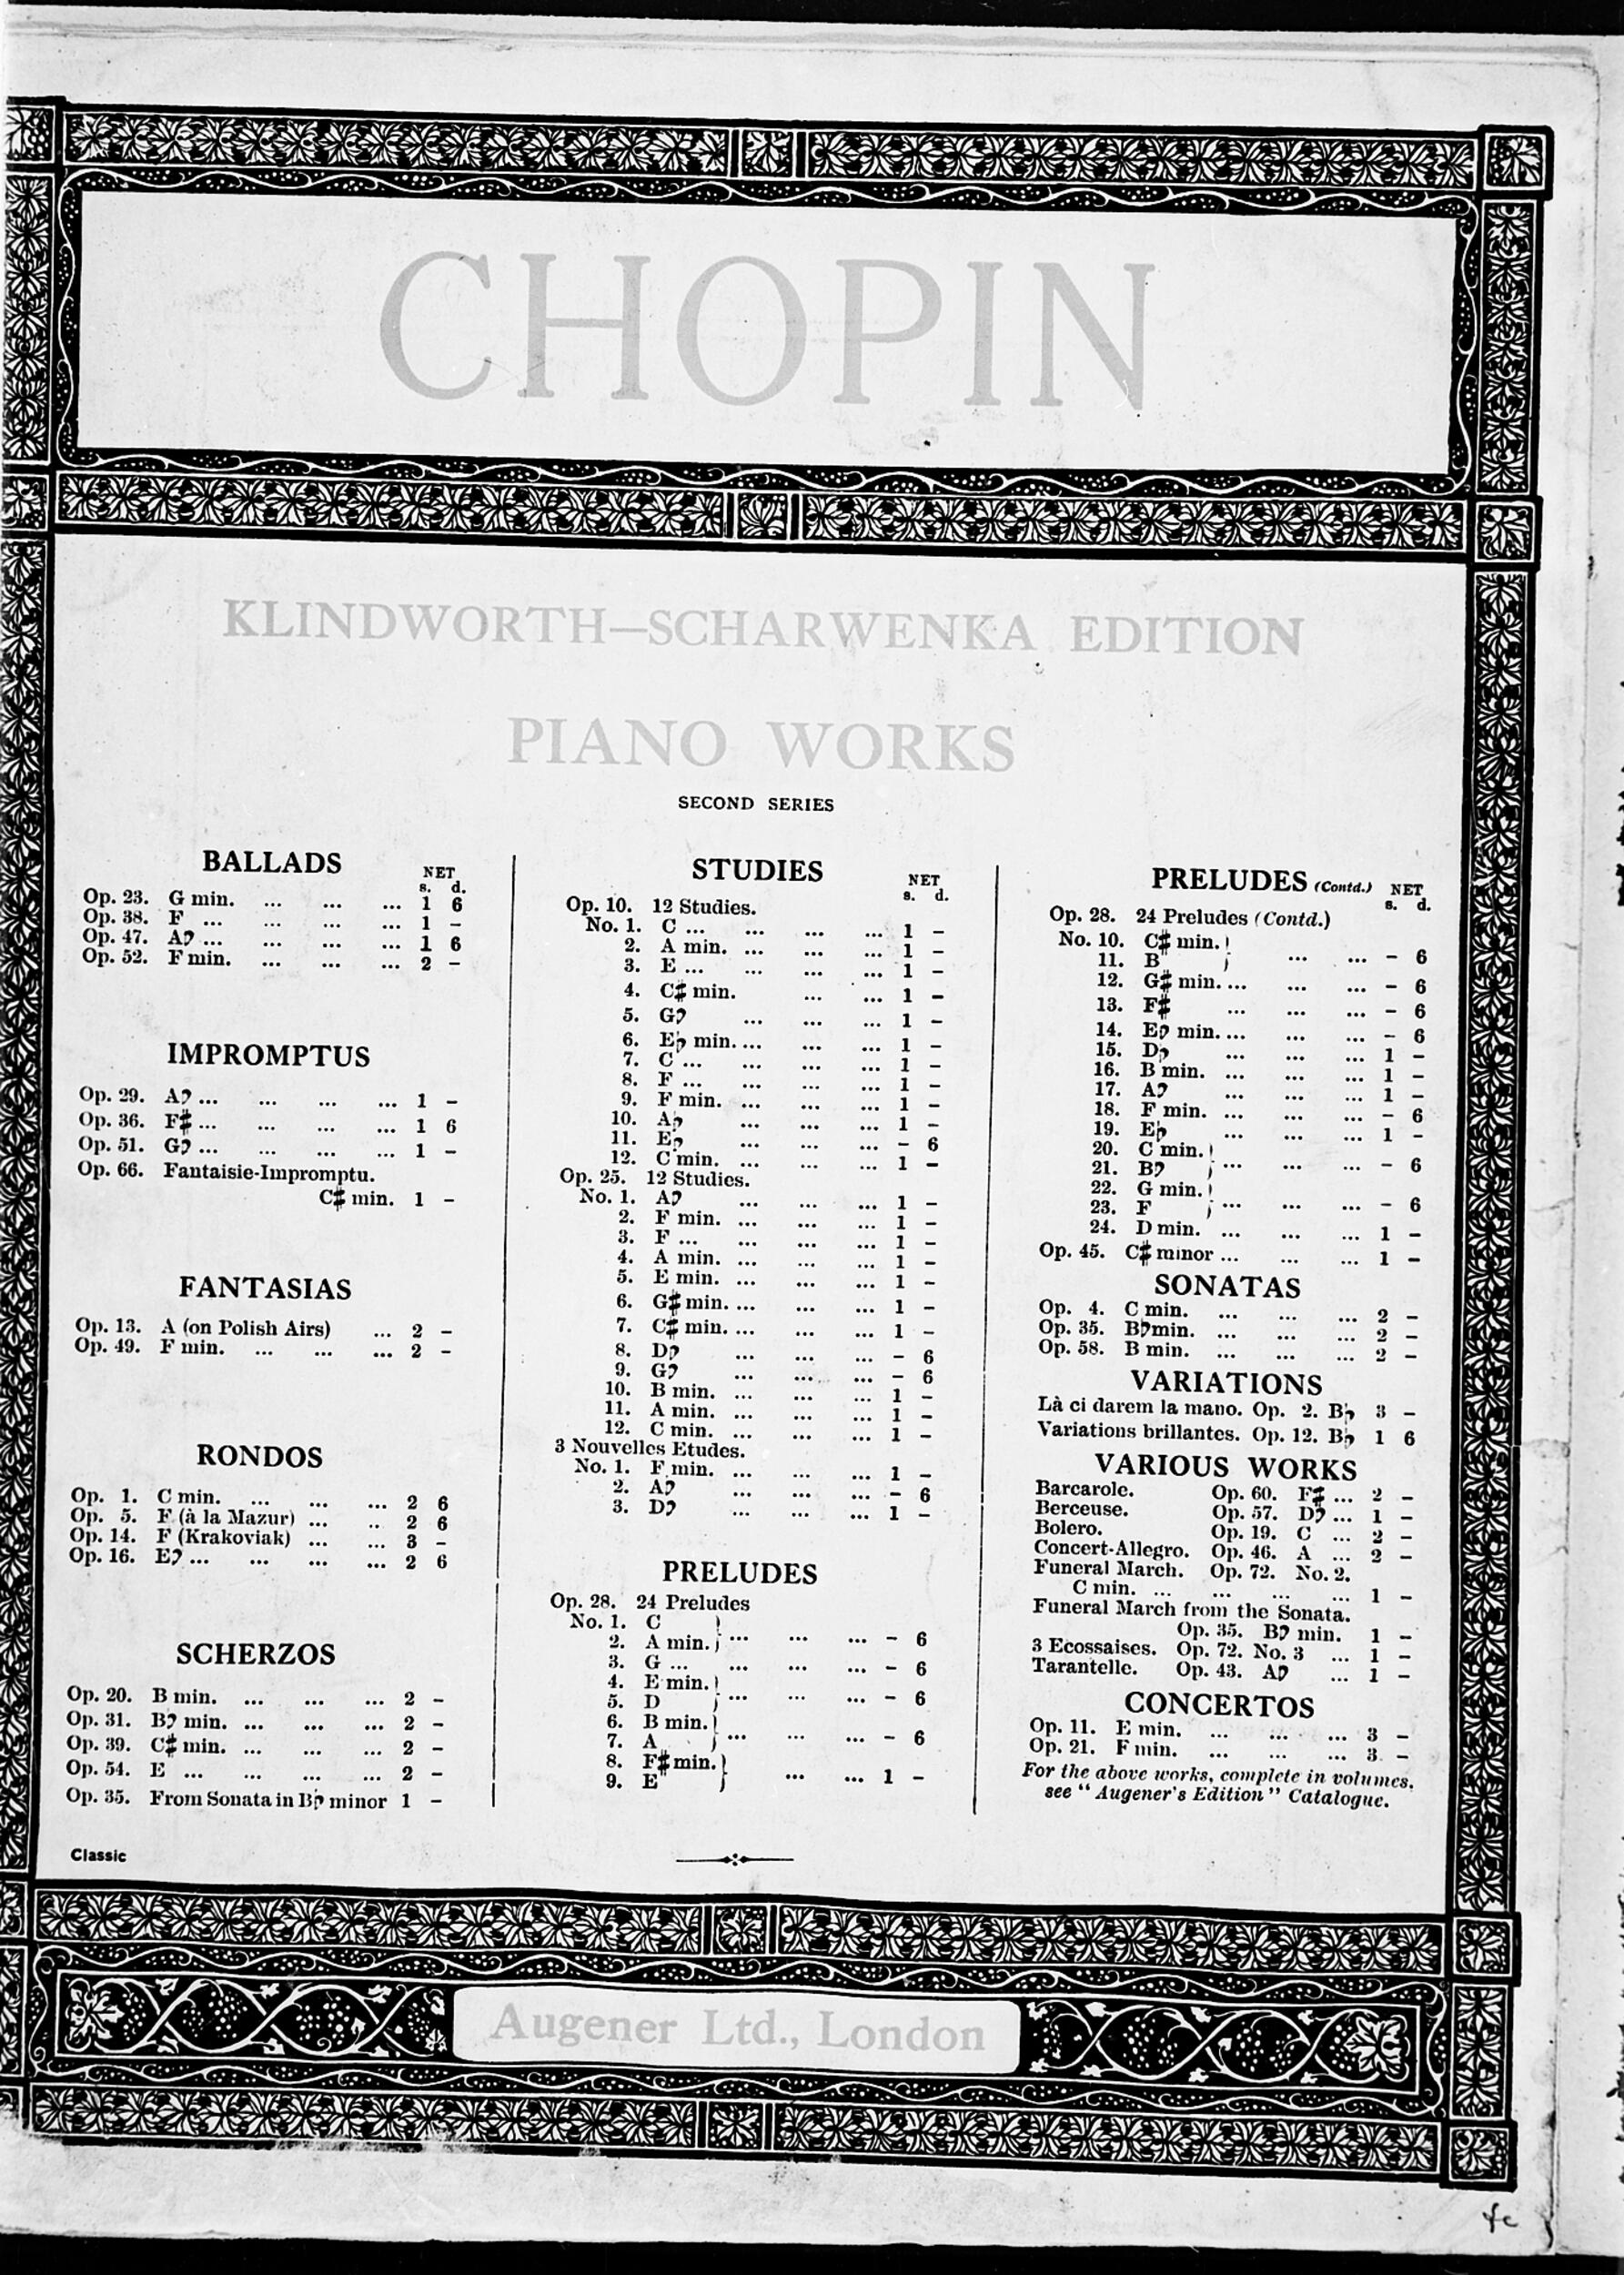 CHOPIN
KLINDWORTH—SCHARWENKA EDITION
PIANO WORKS
SECOND SERIES
BALLADS
NET
s. d.
Op. 23. G min. ... ... ... 1 6
Op. 38. F ... ... ... ... 1 –
Op. 47. A♭ ... ... ... ... 1 6
Op. 52. F min. ... ... ... 2 –
IMPROMPTUS
Op. 29. A♭ ... ... ... ... 1 –
Op. 36. F♯ ... ... ... ... 1 6
Op. 51. G♭ ... ... ... ... 1 –
Op. 66. Fantaisie-Impromptu.
C♯ min. 1 –
FANTASIAS
Op. 13. A (on Polish Airs) ... 2 –
Op. 49. F min. ... ... ... 2 –
RONDOS
Op. 1. C min. ... ... ... 2 6
Op. 5. F (à la Mazur) ... .. 2 6
Op. 14. F (Krakoviak) ... ... 3 –
Op. 16. E♭ ... ... ... ... 2 6
SCHERZOS
Op. 20. B min. ... ... ... 2 –
Op. 31. B♭ min. ... ... ... 2 –
Op. 39. C♯ min. ... ... ... 2 –
Op. 54. E ... ... ... ... 2 –
Op. 35. From Sonata in B♭ minor 1 –
Classic
STUDIES
NET
s. d.
Op. 10. 12 Studies.
No. 1. C ... ... ... ... 1 –
2. A min. ... ... ... 1 –
3. E ... ... ... ... 1 –
4. C♯ min. ... ... 1 –
5. G♭ ... ... ... 1 –
6. E♭ min. ... ... ... 1 –
7. C ... ... ... ... 1 –
8. F ... ... ... ... 1 –
9. F min. ... ... ... 1 –
10. A♭ ... ... ... 1 –
11. E♭ ... ... ... – 6
12. C min. ... ... ... 1 –
Op. 25. 12 Studies.
No. 1. A♭ ... ... ... 1 –
2. F min. ... ... ... 1 –
3. F ... ... ... ... 1 –
4. A min. ... ... ... 1 –
5. E min. ... ... ... 1 –
6. G♯ min. ... ... ... 1 –
7. C♯ min. ... ... ... 1 –
8. D♭ ... ... ... – 6
9. G♭ ... ... ... – 6
10. B min. ... ... ... 1 –
11. A min. ... ... ... 1 –
12. C min. ... ... ... 1 –
3 Nouvelles Etudes.
No. 1. F min. ... ... ... 1 –
2. A♭ ... ... ... – 6
3. D♭ ... ... ... 1 –
PRELUDES
Op. 28. 24 Preludes
No. 1. C
2. A min. } ... ... ... – 6
3. G ... ... ... ... – 6
4. E min.
5. D } ... ... ... – 6
6. B min.
7. A } ... ... ... – 6
8. F♯ min.
9. E } ... ... 1 –
PRELUDES (Contd.)
NET
s. d.
Op. 28. 24 Preludes (Contd.)
No. 10. C♯ min.
11. B } ... ... – 6
12. G♯ min. ... ... ... – 6
13. F♯ ... ... ... – 6
14. E♭ min. ... ... ... – 6
15. D♭ ... ... ... 1 –
16. B min. ... ... ... 1 –
17. A♭ ... ... ... 1 –
18. F min. ... ... ... – 6
19. E♭ ... ... ... 1 –
20. C min.
21. B♭ } ... ... ... – 6
22. G min.
23. F } ... ... ... – 6
24. D min. ... ... ... 1 –
Op. 45. C♯ minor ... ... ... 1 –
SONATAS
Op. 4. C min. ... ... ... 2 –
Op. 35. B♭ min. ... ... ... 2 –
Op. 58. B min. ... ... ... 2 –
VARIATIONS
Là ci darem la mano. Op. 2. B♭ 3 –
Variations brillantes. Op. 12. B♭ 1 6
VARIOUS WORKS
Barcarole. Op. 60. F♯ ... 2 –
Berceuse. Op. 57. D♭ ... 1 –
Bolero. Op. 19. C ... 2 –
Concert-Allegro. Op. 46. A ... 2 –
Funeral March. Op. 72. No. 2.
C min. ... ... ... 1 –
Funeral March from the Sonata.
Op. 35. B♭ min. 1 –
3 Ecossaises. Op. 72. No. 3 ... 1 –
Tarantelle. Op. 43. A♭ ... 1 –
CONCERTOS
Op. 11. E min. ... ... ... 3 –
Op. 21. F min. ... ... ... 3 –
For the above works, complete in volumes,
see "Augener's Edition" Catalogue.
Augener Ltd., London